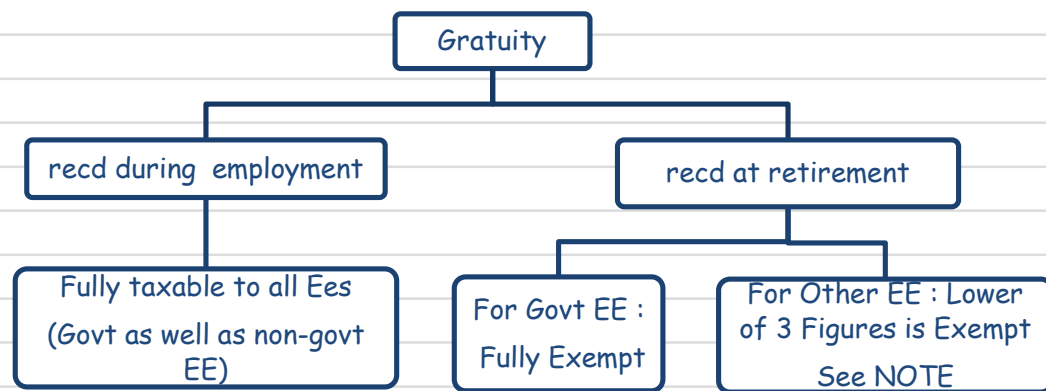 Gratuity
recd during employment
recd at retirement
Fully taxable to all Ees
(Govt as well as non-govt
EE)
For Govt EE :
Fully Exempt
For Other EE : Lower
of 3 Figures is Exempt
See NOTE